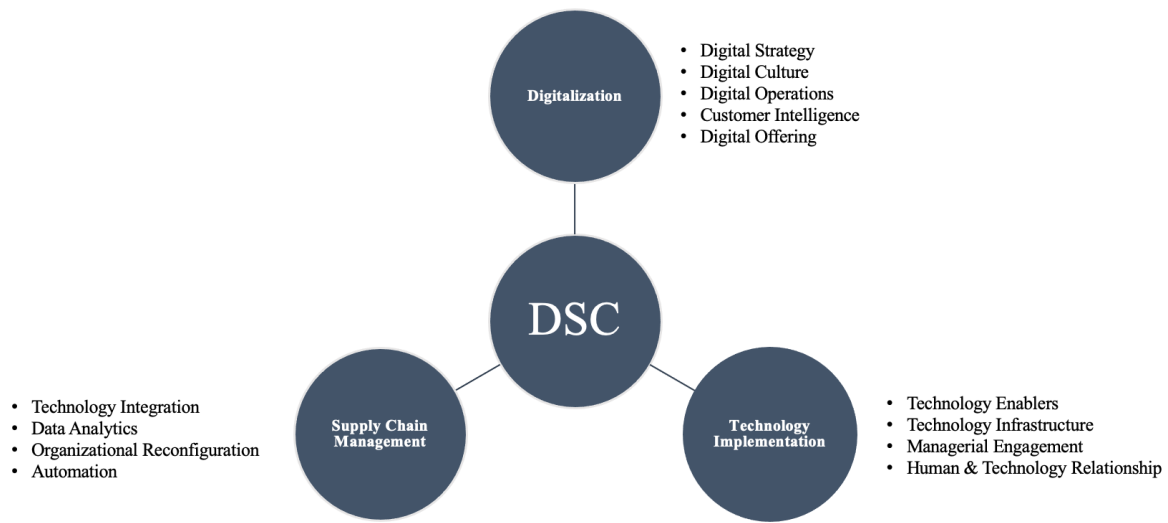 Digitalization
• Digital Strategy
• Digital Culture
• Digital Operations
• Customer Intelligence
• Digital Offering
DSC
• Technology Integration
• Data Analytics
• Organizational Reconfiguration
• Automation
Supply Chain
Management
Technology
Implementation
• Technology Enablers
• Technology Infrastructure
• Managerial Engagement
• Human & Technology Relationship